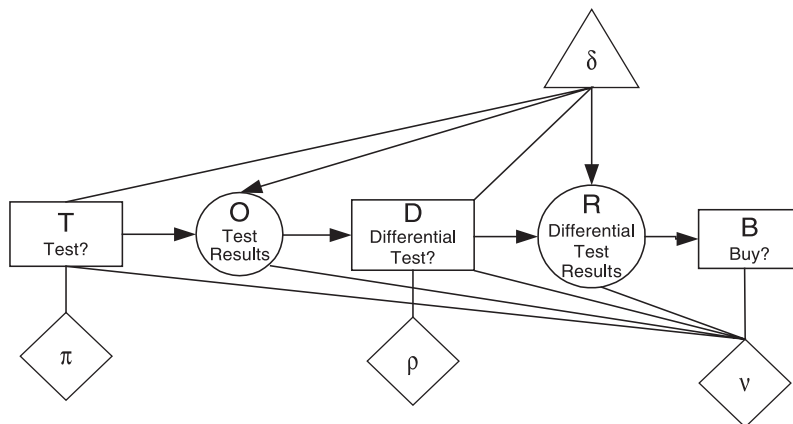 δ
T
Test?
O
Test
Results
D
Differential
Test?
R
Differential
Test
Results
B
Buy?
π
ρ
ν